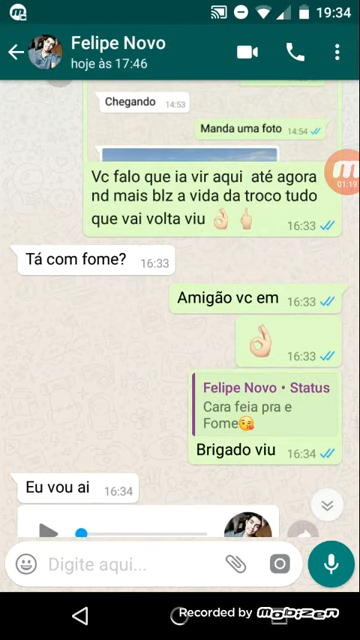 19:34
Felipe Novo
hoje às 17:46
Chegando 14:53
Manda uma foto 14:54
01:19
Vc falo que ia vir aqui até agora
nd mais blz a vida da troco tudo
que vai volta viu 👌🏻 🖕🏻 16:33
Tá com fome? 16:33
Amigão vc em 16:33
👌🏻 16:33
Felipe Novo • Status
Cara feia pra e
Fome😘
Brigado viu 16:34
Eu vou ai 16:34
Digite aqui...
Recorded by mobizen